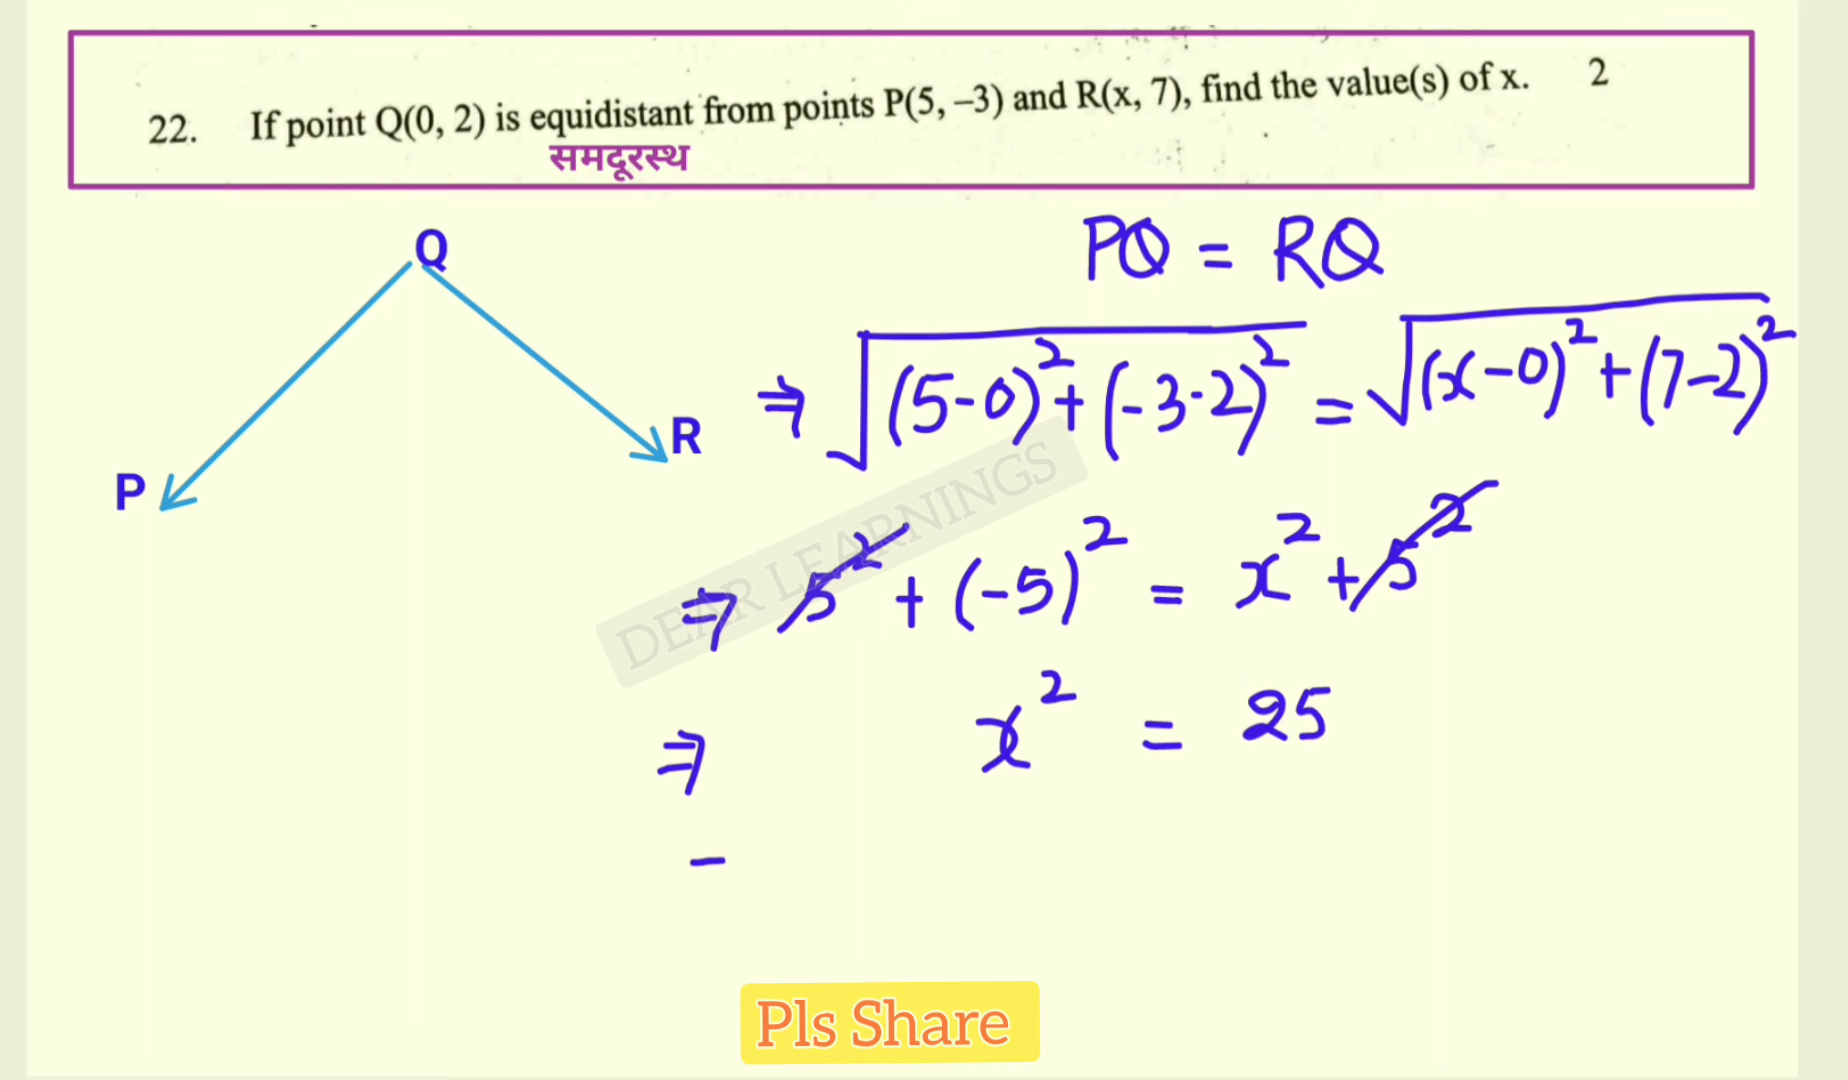 22. If point Q(0, 2) is equidistant from points P(5, –3) and R(x, 7), find the value(s) of x. 2
समदूरस्थ
Q
P
R
PQ = RQ
⇒ √((5-0)² + (-3-2)²) = √((x-0)² + (7-2)²)
⇒ 5² + (-5)² = x² + 5²
⇒ x² = 25
–
DEAR LEARNINGS
Pls Share